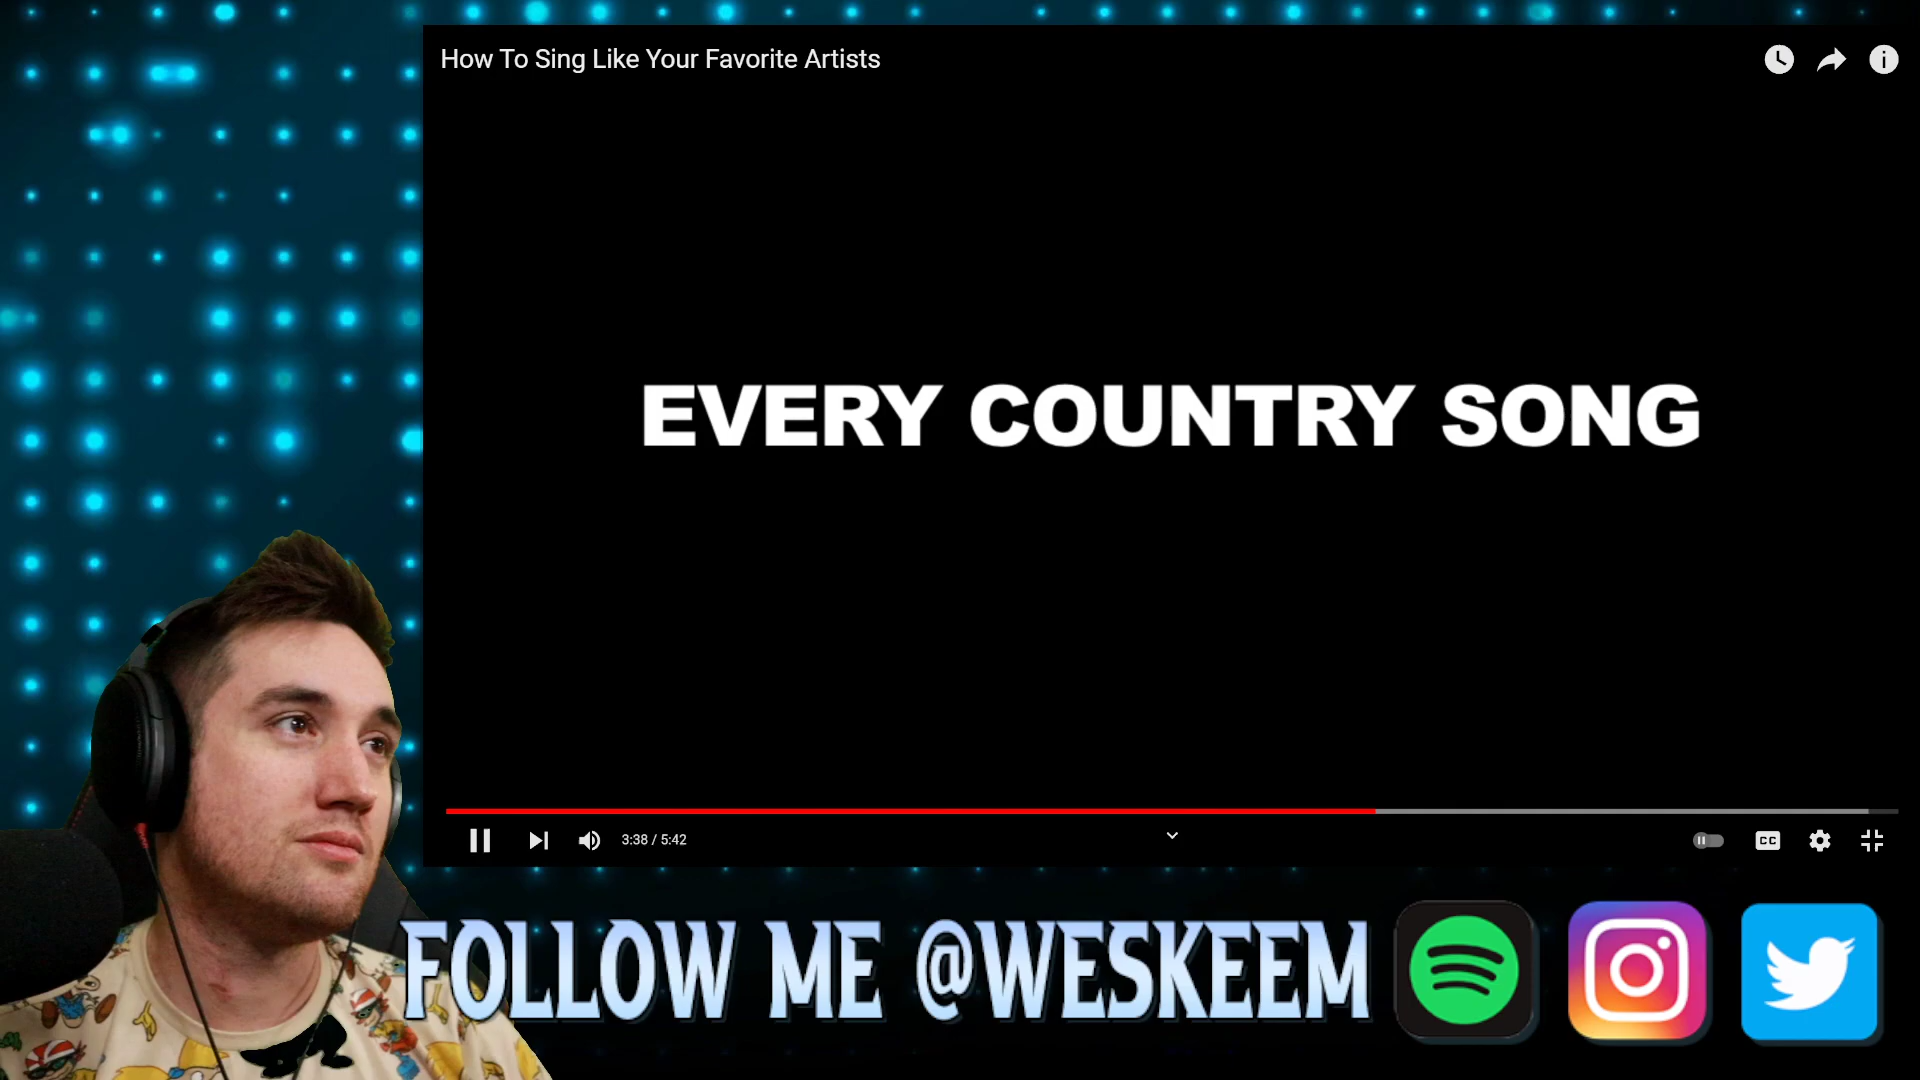 How To Sing Like Your Favorite Artists
EVERY COUNTRY SONG
3:38 / 5:42
CC
FOLLOW ME @WESKEEM